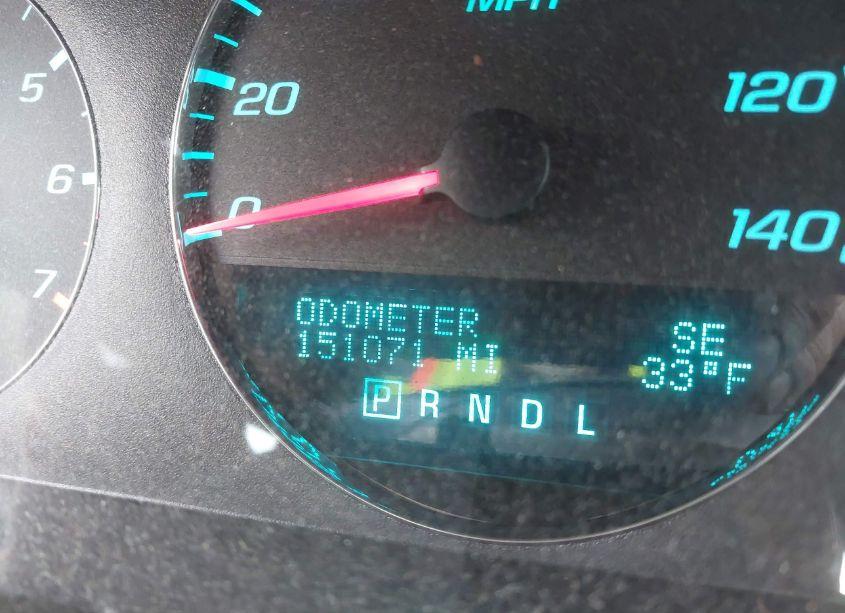 5
6
7
MPH
20
0
120
140
ODOMETER
151071 MI
SE
33°F
P R N D L